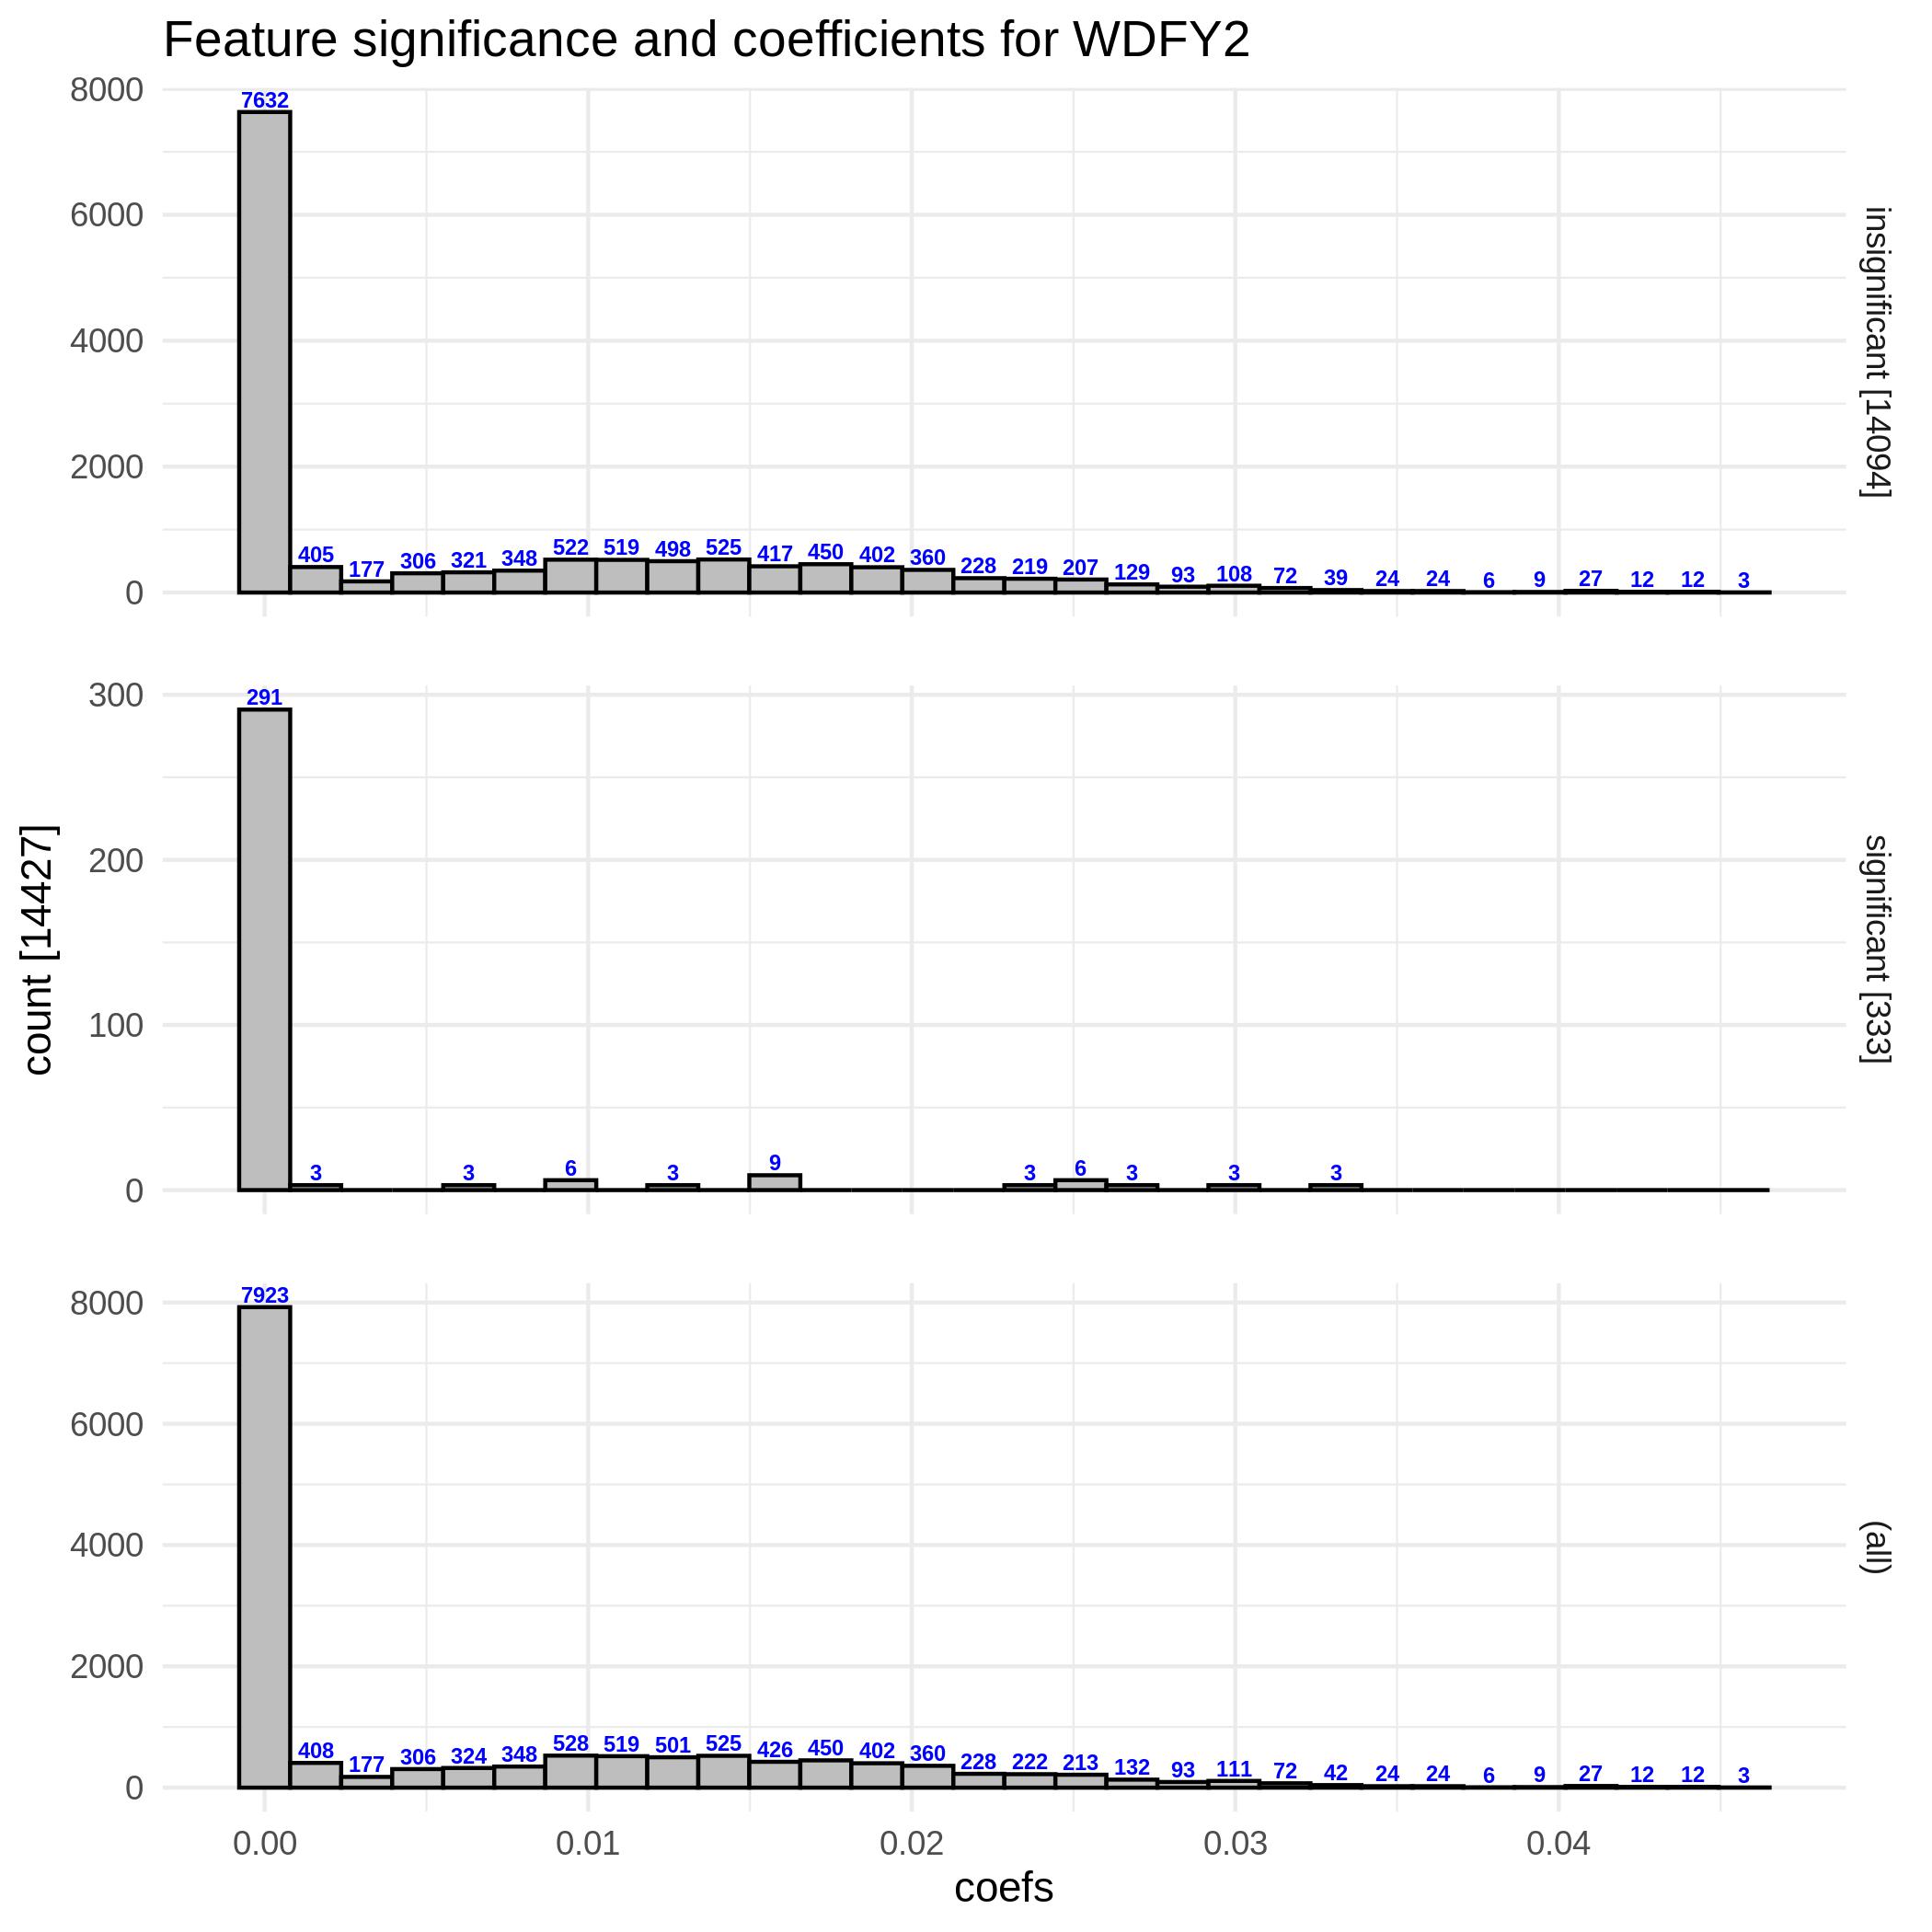 Feature significance and coefficients for WDFY2
8000
6000
4000
2000
0
7632
405 177 306 321 348 522 519 498 525 417 450 402 360 228 219 207 129 93 108 72 39 24 24 6 9 27 12 12 3
insignificant [14094]
300
200
100
0
291
3 3 6 3 9 3 6 3 3 3
significant [333]
count [14427]
8000
6000
4000
2000
0
7923
408 177 306 324 348 528 519 501 525 426 450 402 360 228 222 213 132 93 111 72 42 24 24 6 9 27 12 12 3
(all)
0.00 0.01 0.02 0.03 0.04
coefs